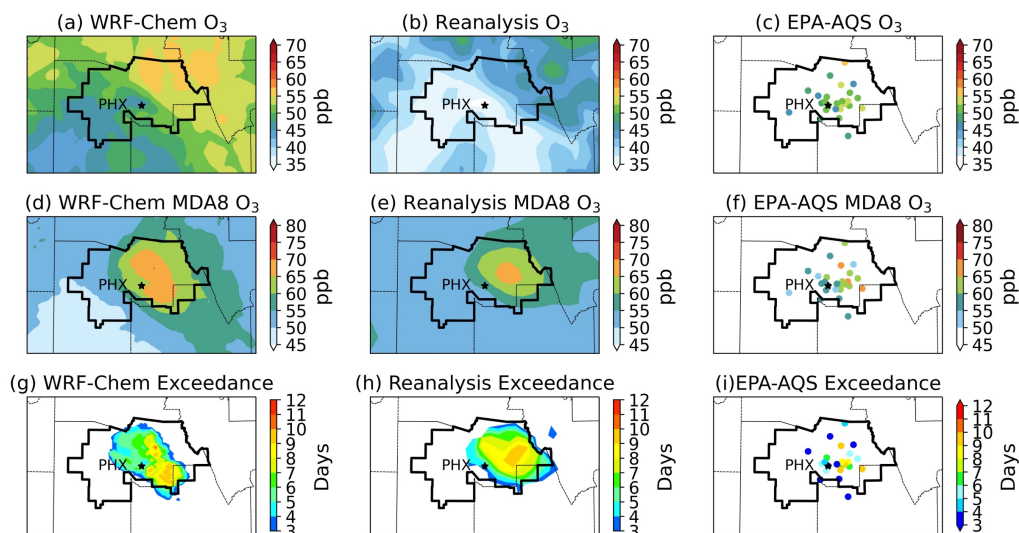 (a) WRF-Chem O₃
(b) Reanalysis O₃
(c) EPA-AQS O₃
PHX
70
65
60
55
50
45
40
35
ppb
PHX
70
65
60
55
50
45
40
35
ppb
PHX
70
65
60
55
50
45
40
35
ppb
(d) WRF-Chem MDA8 O₃
(e) Reanalysis MDA8 O₃
(f) EPA-AQS MDA8 O₃
PHX
80
75
70
65
60
55
50
45
ppb
PHX
80
75
70
65
60
55
50
45
ppb
PHX
80
75
70
65
60
55
50
45
ppb
(g) WRF-Chem Exceedance
(h) Reanalysis Exceedance
(i)EPA-AQS Exceedance
PHX
12
11
10
9
8
7
6
5
4
3
Days
PHX
12
11
10
9
8
7
6
5
4
3
Days
PHX
12
11
10
9
8
7
6
5
4
3
Days